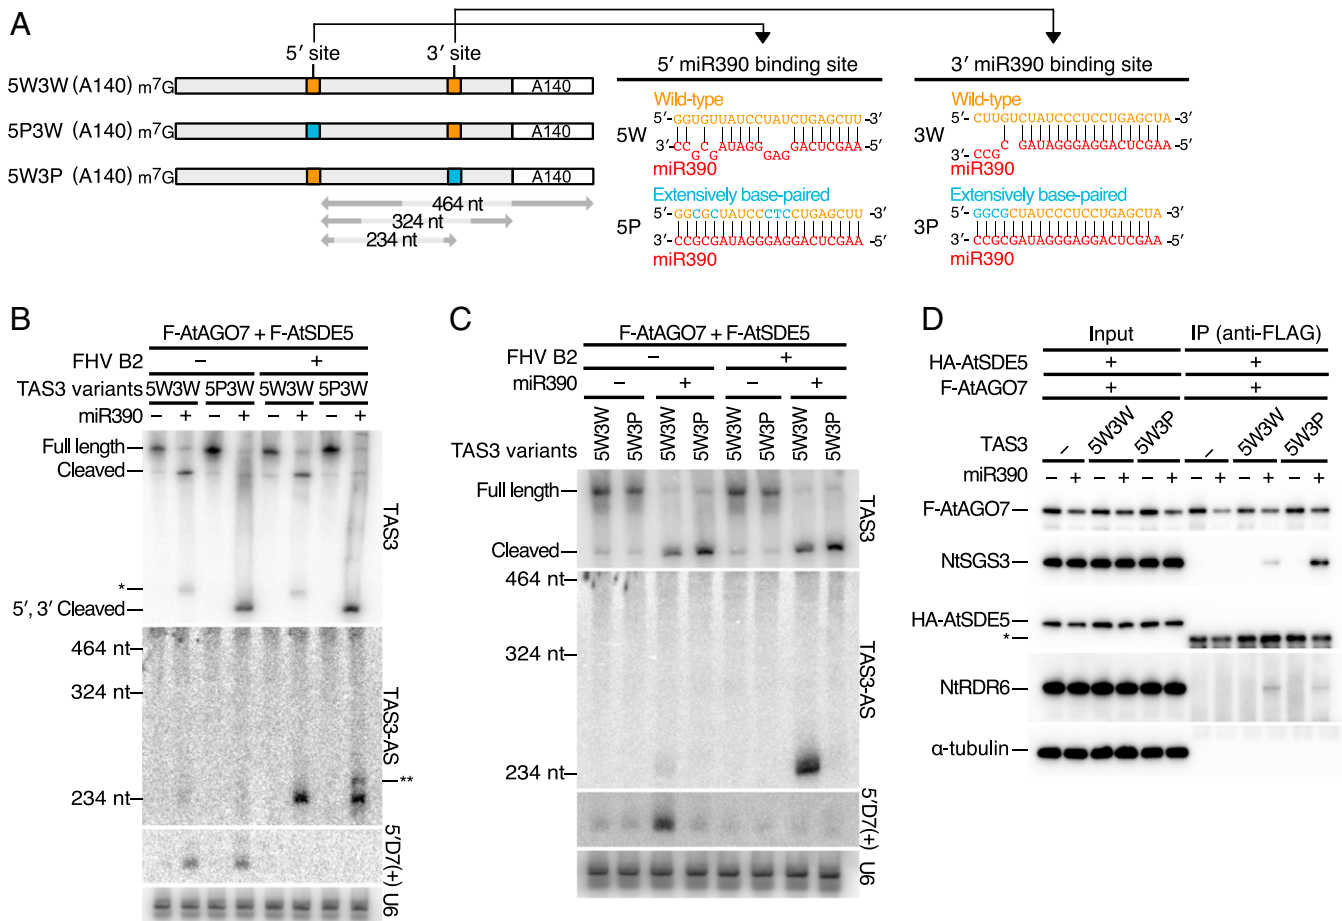 A
5′ site
3′ site
5W3W (A140) m7G
A140
5P3W (A140) m7G
A140
5W3P (A140) m7G
A140
464 nt
324 nt
234 nt
5′ miR390 binding site
Wild-type
5′- GGUGUUAUCCUAUCUGAGCUU -3′
5W
3′- CCGCGAUAGGGAGGACUCGAA -5′
miR390
Extensively base-paired
5′- GGCGCUAUCCCUCCUGAGCUU -3′
5P
3′- CCGCGAUAGGGAGGACUCGAA -5′
miR390
3′ miR390 binding site
Wild-type
5′- CUUGUCUAUCCCUCCUGAGCUA -3′
3W
3′- CCGCGAUAGGGAGGACUCGAA -5′
miR390
Extensively base-paired
5′- GGCGCUAUCCCUCCUGAGCUA -3′
3P
3′- CCGCGAUAGGGAGGACUCGAA -5′
miR390
B
F-AtAGO7 + F-AtSDE5
FHV B2 – +
TAS3 variants 5W3W 5P3W 5W3W 5P3W
miR390 – + – + – + – +
Full length
Cleaved
*
5′, 3′ Cleaved
TAS3
464 nt
324 nt
234 nt
**
TAS3-AS
5′D7(+)
U6
C
F-AtAGO7 + F-AtSDE5
FHV B2 – +
miR390 – + – +
TAS3 variants 5W3W 5W3P 5W3W 5W3P 5W3W 5W3P 5W3W 5W3P
Full length
Cleaved
TAS3
464 nt
324 nt
234 nt
TAS3-AS
5′D7(+)
U6
D
Input IP (anti-FLAG)
HA-AtSDE5 + +
F-AtAGO7 + +
TAS3 – 5W3W 5W3P – 5W3W 5W3P
miR390 – + – + – + – + – + – +
F-AtAGO7
NtSGS3
HA-AtSDE5
*
NtRDR6
α-tubulin